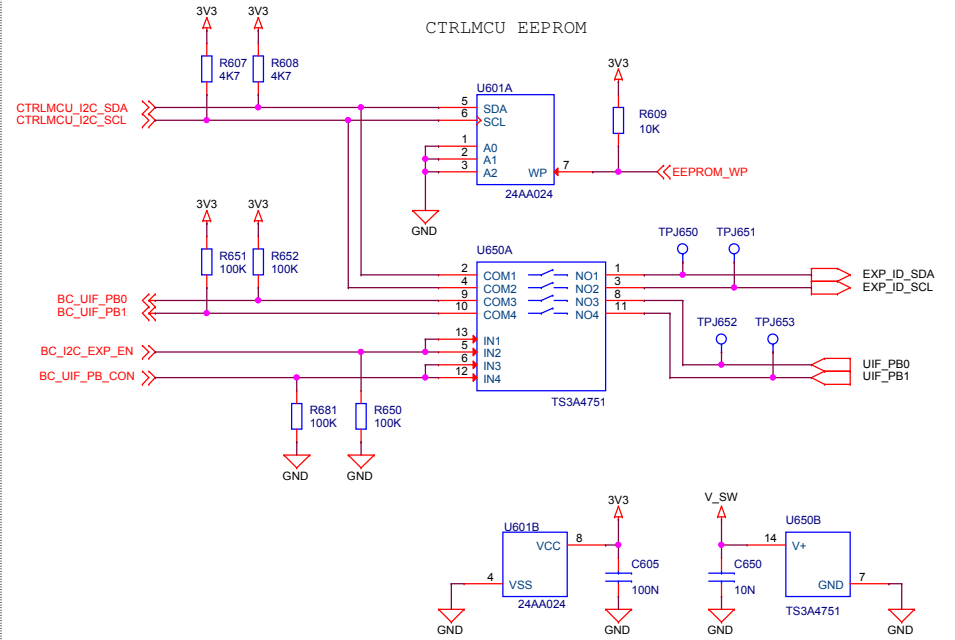 CTRLMCU EEPROM
3V3 3V3
R607 R608
4K7 4K7
3V3
U601A
R609
10K
CTRLMCU_I2C_SDA
CTRLMCU_I2C_SCL
5 SDA
6 SCL
1 A0
2 A1
3 A2
WP 7
EEPROM_WP
24AA024
GND
3V3 3V3
R651 R652
100K 100K
U650A
TPJ650 TPJ651
2 COM1 NO1 1
4 COM2 NO2 3
9 COM3 NO3 8
10 COM4 NO4 11
EXP_ID_SDA
EXP_ID_SCL
BC_UIF_PB0
BC_UIF_PB1
TPJ652 TPJ653
13 IN1
5 IN2
6 IN3
12 IN4
BC_I2C_EXP_EN
BC_UIF_PB_CON
UIF_PB0
UIF_PB1
TS3A4751
R681 R650
100K 100K
GND GND
3V3
V_SW
U601B
VCC 8
4 VSS
24AA024
C605
100N
C650
10N
U650B
14 V+
GND 7
TS3A4751
GND GND GND GND